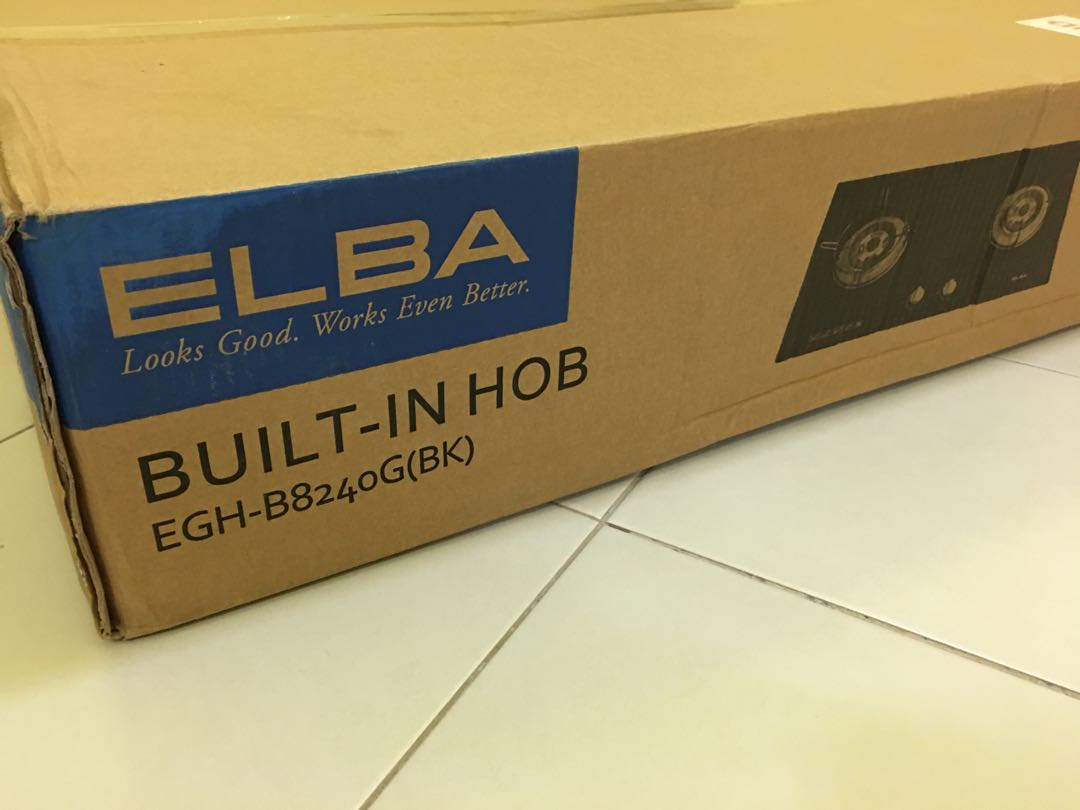 ELBA
Looks Good. Works Even Better.
BUILT-IN HOB
EGH-B8240G(BK)